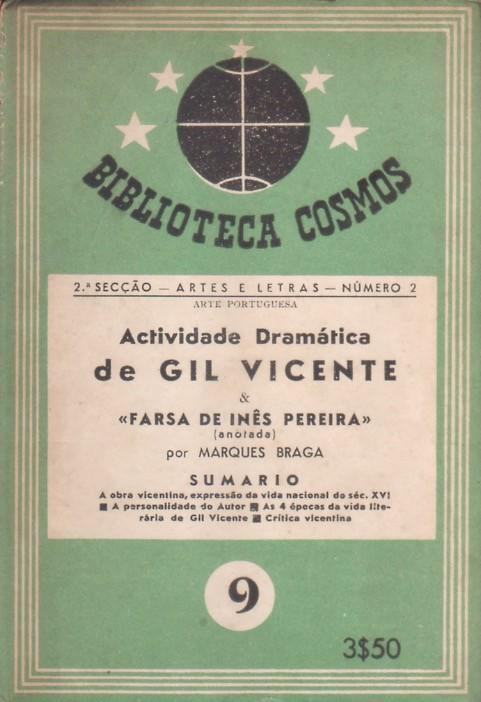 BIBLIOTECA COSMOS
2.ª SECÇÃO — ARTES E LETRAS — NÚMERO 2
ARTE PORTUGUESA
Actividade Dramática
de GIL VICENTE
&
«FARSA DE INÊS PEREIRA»
(anotada)
por MARQUES BRAGA
SUMARIO
A obra vicentina, expressão da vida nacional do séc. XVI
■ A personalidade do Autor ■ As 4 épocas da vida lite-
rária de Gil Vicente ■ Crítica vicentina
9
3$50